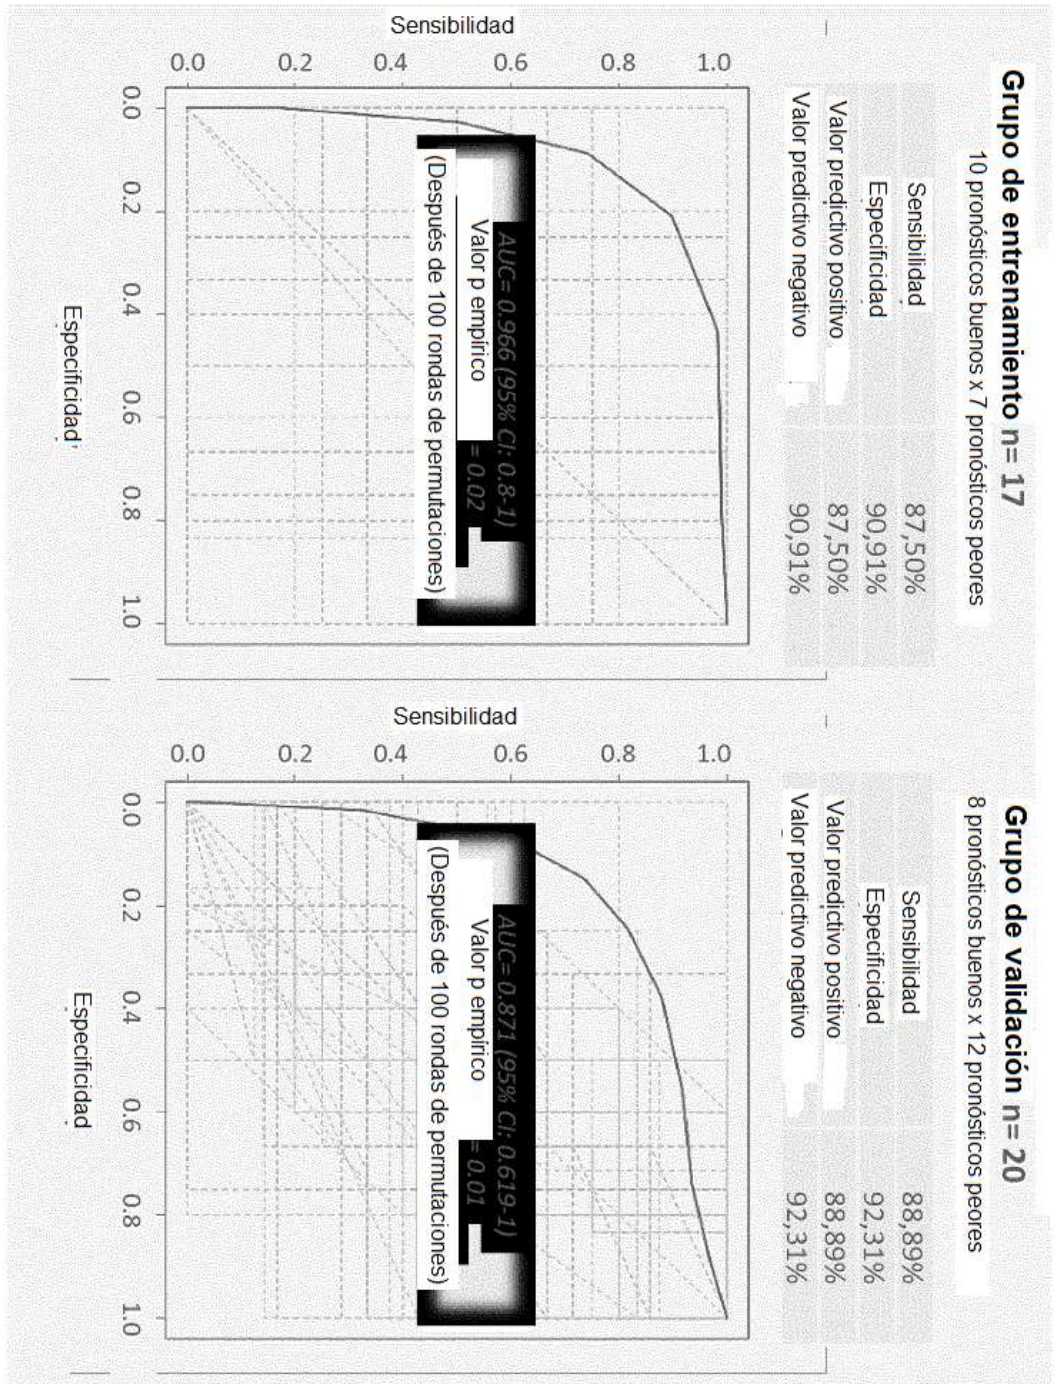 Grupo de entrenamiento n= 17
10 pronósticos buenos x 7 pronósticos peores
Sensibilidad 87,50%
Especificidad 90,91%
Valor predictivo positivo 87,50%
Valor predictivo negativo 90,91%
Sensibilidad
1.0
0.8
0.6
0.4
0.2
0.0
AUC= 0.966 (95% CI: 0.8-1)
Valor p empírico = 0.02
(Después de 100 rondas de permutaciones)
0.0 0.2 0.4 0.6 0.8 1.0
Especificidad
Grupo de validación n= 20
8 pronósticos buenos x 12 pronósticos peores
Sensibilidad 88,89%
Especificidad 92,31%
Valor predictivo positivo 88,89%
Valor predictivo negativo 92,31%
Sensibilidad
1.0
0.8
0.6
0.4
0.2
0.0
AUC= 0.871 (95% CI: 0.619-1)
Valor p empírico = 0.01
(Después de 100 rondas de permutaciones)
0.0 0.2 0.4 0.6 0.8 1.0
Especificidad